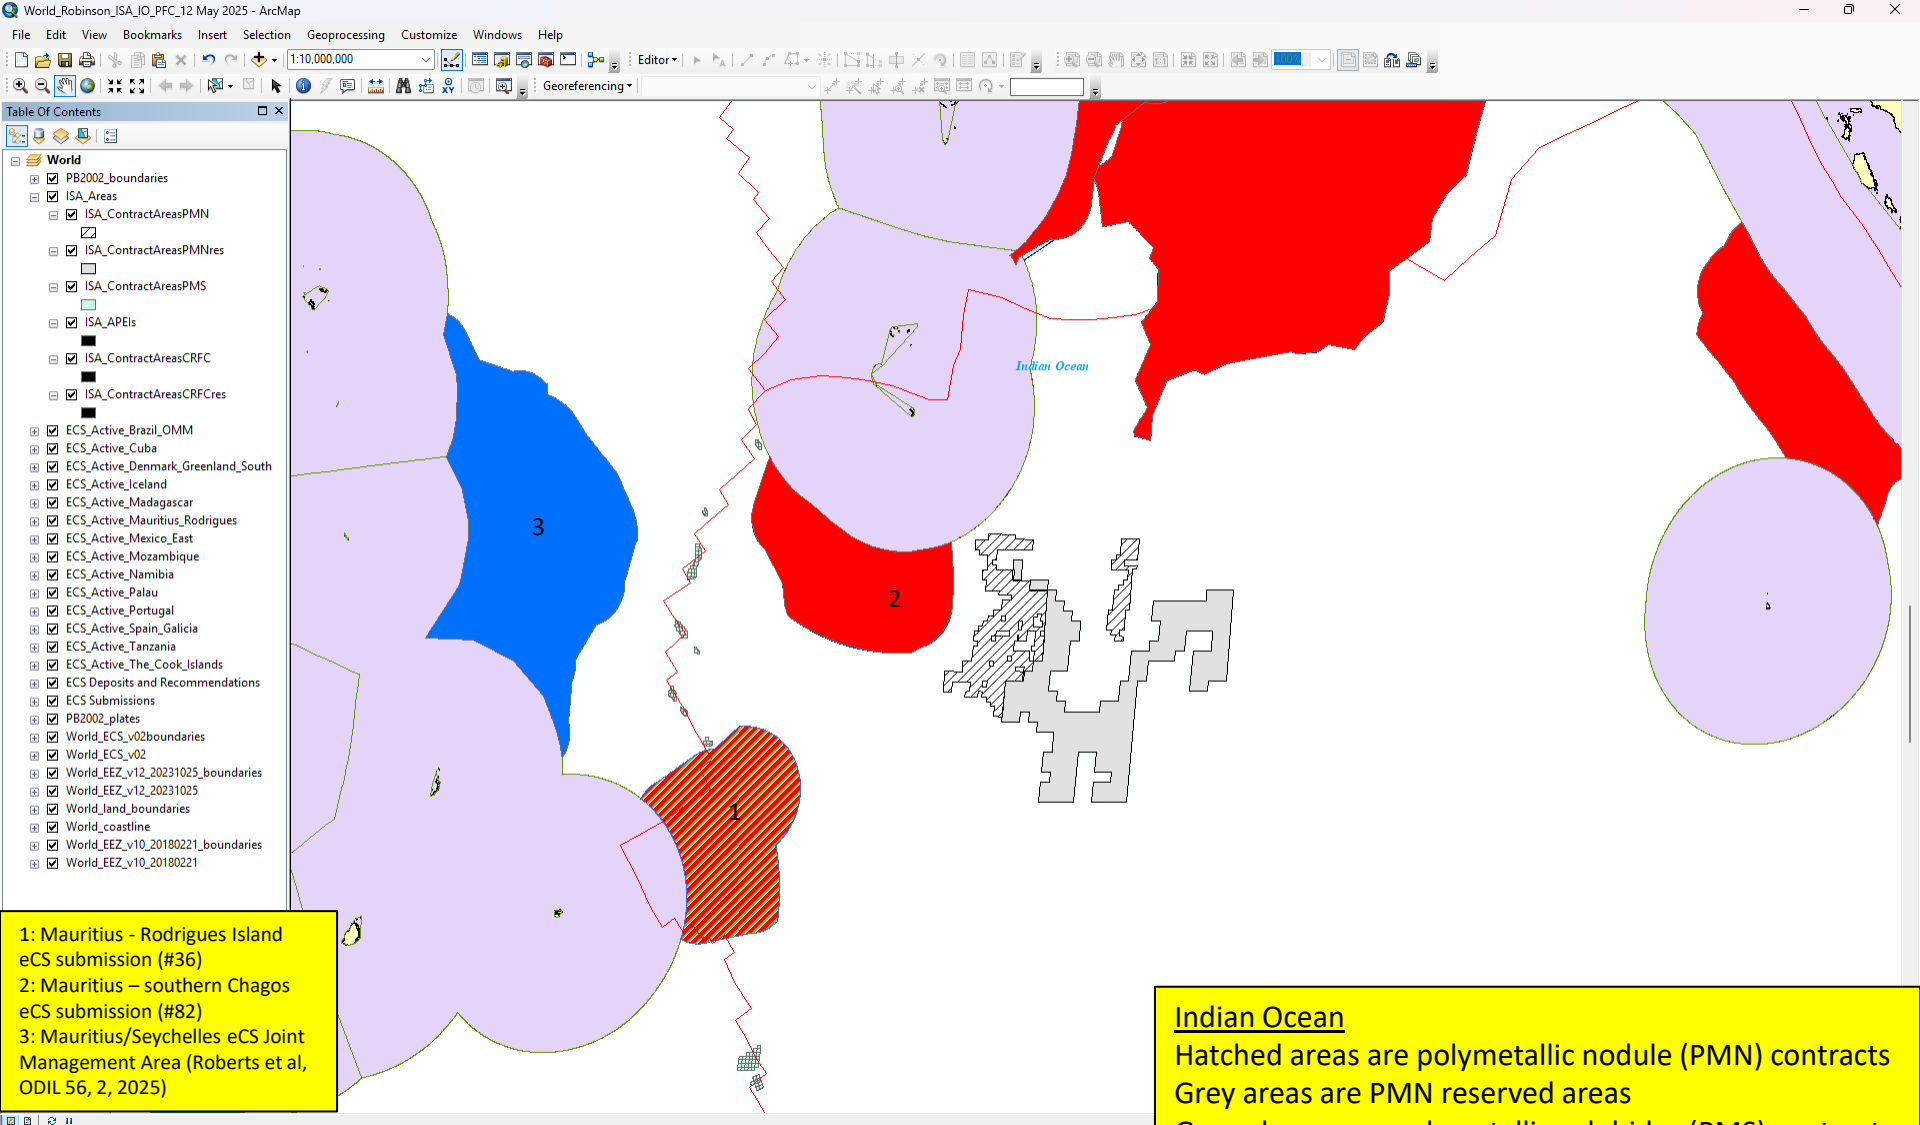 World_Robinson_ISA_IO_PFC_12 May 2025 - ArcMap
File Edit View Bookmarks Insert Selection Geoprocessing Customize Windows Help
1:10,000,000
Editor
100%
Georeferencing
Table Of Contents
World
PB2002_boundaries
ISA_Areas
ISA_ContractAreasPMN
ISA_ContractAreasPMNres
ISA_ContractAreasPMS
ISA_APEIs
ISA_ContractAreasCRFC
ISA_ContractAreasCRFCres
ECS_Active_Brazil_OMM
ECS_Active_Cuba
ECS_Active_Denmark_Greenland_South
ECS_Active_Iceland
ECS_Active_Madagascar
ECS_Active_Mauritius_Rodrigues
ECS_Active_Mexico_East
ECS_Active_Mozambique
ECS_Active_Namibia
ECS_Active_Palau
ECS_Active_Portugal
ECS_Active_Spain_Galicia
ECS_Active_Tanzania
ECS_Active_The_Cook_Islands
ECS Deposits and Recommendations
ECS Submissions
PB2002_plates
World_ECS_v02boundaries
World_ECS_v02
World_EEZ_v12_20231025_boundaries
World_EEZ_v12_20231025
World_land_boundaries
World_coastline
World_EEZ_v10_20180221_boundaries
World_EEZ_v10_20180221
Indian Ocean
3
2
1
1: Mauritius - Rodrigues Island
eCS submission (#36)
2: Mauritius – southern Chagos
eCS submission (#82)
3: Mauritius/Seychelles eCS Joint
Management Area (Roberts et al,
ODIL 56, 2, 2025)
Indian Ocean
Hatched areas are polymetallic nodule (PMN) contracts
Grey areas are PMN reserved areas